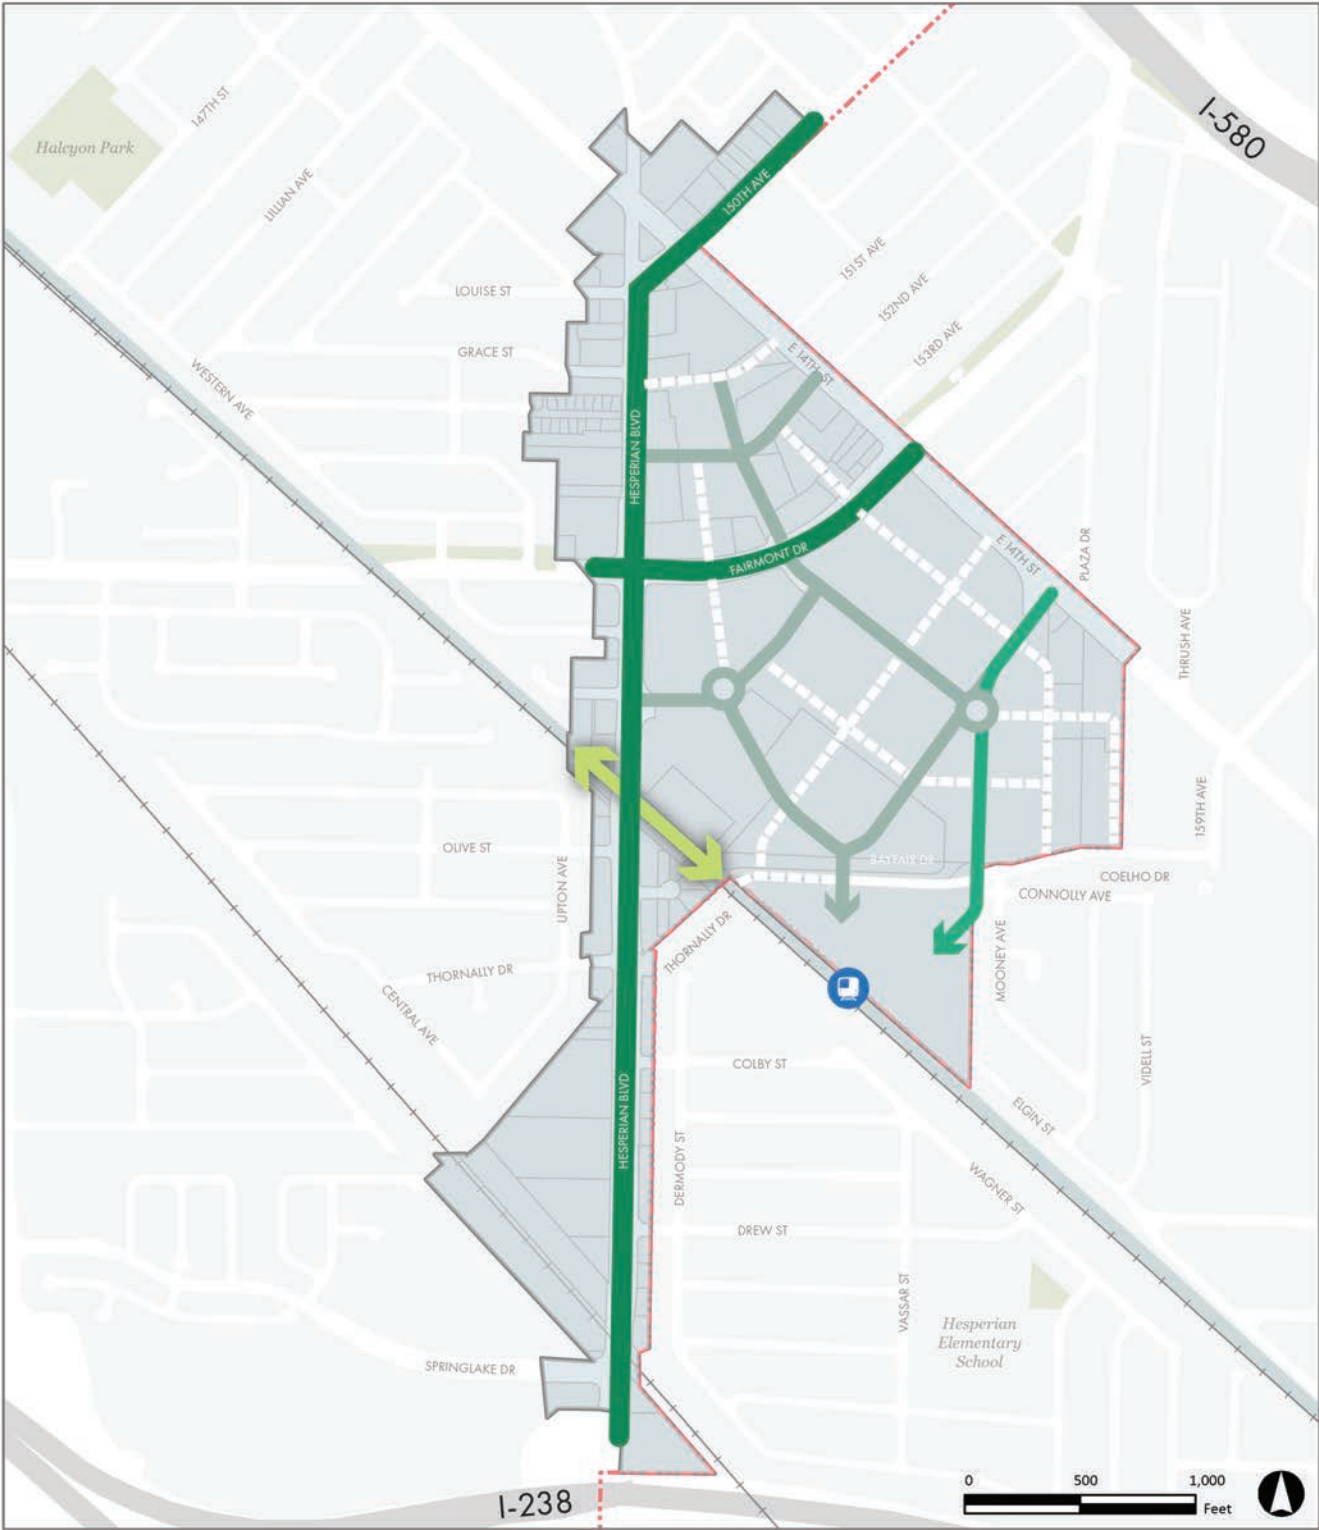 I-580
147TH ST
Halcyon Park
150TH AVE
LILLIAN AVE
151ST AVE
LOUISE ST
152ND AVE
GRACE ST
153RD AVE
E 14TH ST
WESTERN AVE
HESPERIAN BLVD
FAIRMONT DR
E 14TH ST
PLAZA DR
THRUSH AVE
159TH AVE
OLIVE ST
BAYFAIR DR
COELHO DR
UPTON AVE
CONNOLLY AVE
THORNALLY DR
MOONEY AVE
THORNALLY DR
CENTRAL AVE
COLBY ST
VIDELL ST
HESPERIAN BLVD
ELGIN ST
DERMODY ST
WAGNER ST
DREW ST
VASSAR ST
Hesperian
Elementary
School
SPRINGLAKE DR
0 500 1,000
Feet
I-238